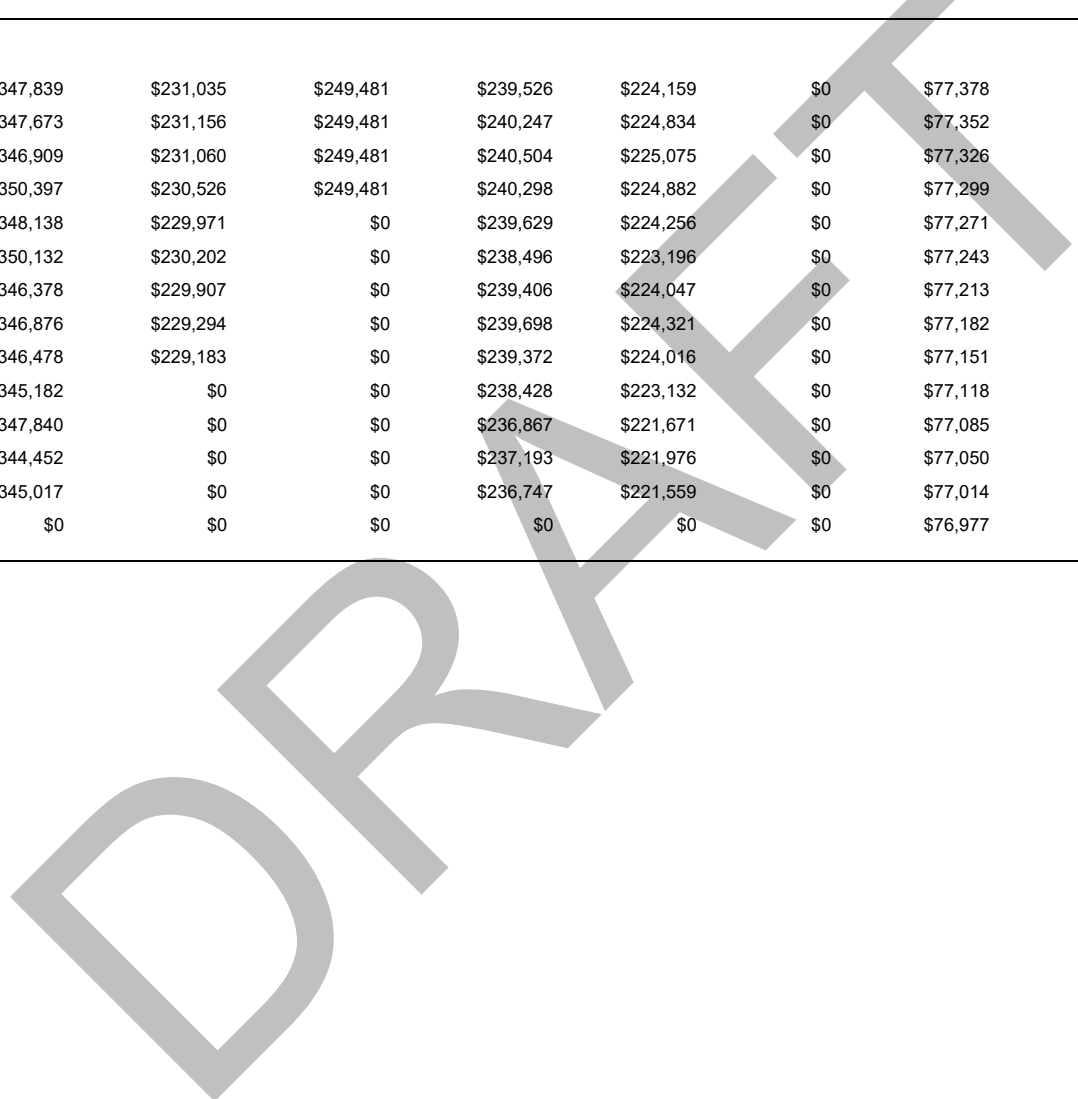 347,839 $231,035 $249,481 $239,526 $224,159 $0 $77,378
347,673 $231,156 $249,481 $240,247 $224,834 $0 $77,352
346,909 $231,060 $249,481 $240,504 $225,075 $0 $77,326
350,397 $230,526 $249,481 $240,298 $224,882 $0 $77,299
348,138 $229,971 $0 $239,629 $224,256 $0 $77,271
350,132 $230,202 $0 $238,496 $223,196 $0 $77,243
346,378 $229,907 $0 $239,406 $224,047 $0 $77,213
346,876 $229,294 $0 $239,698 $224,321 $0 $77,182
346,478 $229,183 $0 $239,372 $224,016 $0 $77,151
345,182 $0 $0 $238,428 $223,132 $0 $77,118
347,840 $0 $0 $236,867 $221,671 $0 $77,085
344,452 $0 $0 $237,193 $221,976 $0 $77,050
345,017 $0 $0 $236,747 $221,559 $0 $77,014
$0 $0 $0 $0 $0 $0 $76,977
DRAFT